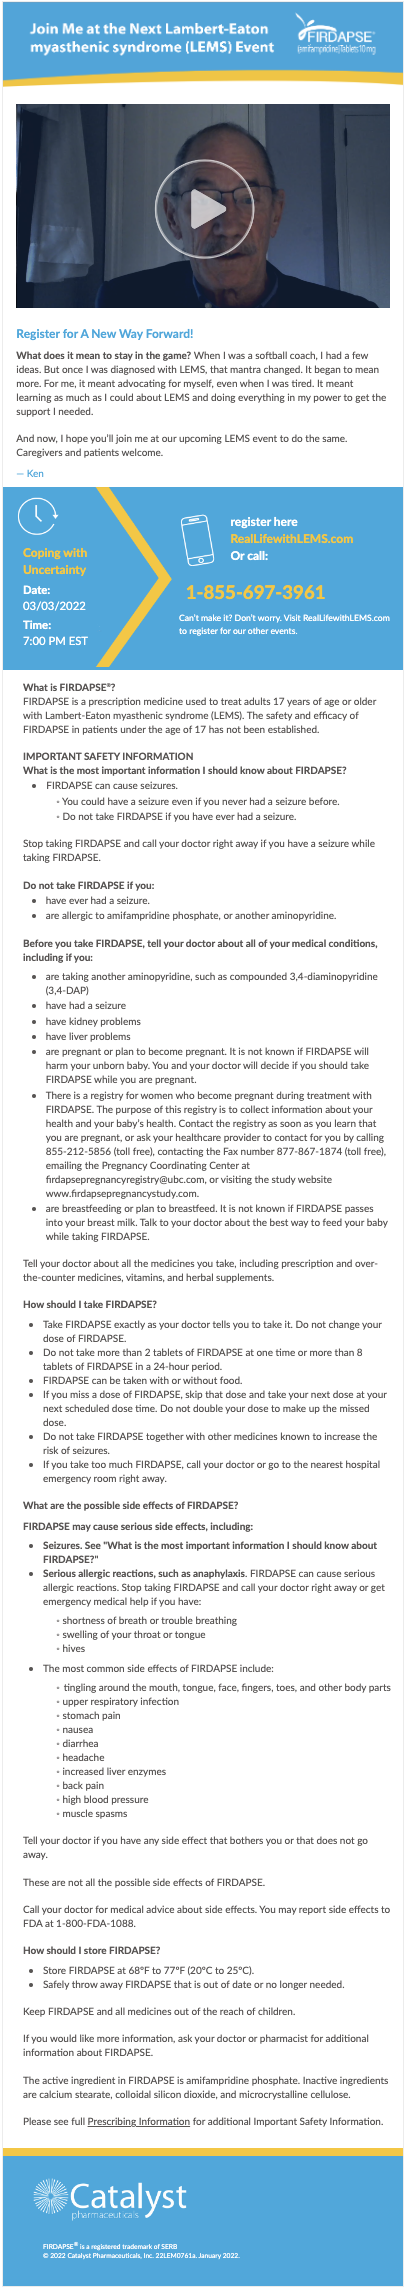 Join Me at the Next Lambert-Eaton
myasthenic syndrome (LEMS) Event
FIRDAPSE®
(amifampridine) Tablets 10 mg
Register for A New Way Forward!
What does it mean to stay in the game? When I was a softball coach, I had a few
ideas. But once I was diagnosed with LEMS, that mantra changed. It began to mean
more. For me, it meant advocating for myself, even when I was tired. It meant
learning as much as I could about LEMS and doing everything in my power to get the
support I needed.
And now, I hope you'll join me at our upcoming LEMS event to do the same.
Caregivers and patients welcome.
— Ken
Coping with
Uncertainty
Date:
03/03/2022
Time:
7:00 PM EST
register here
RealLifewithLEMS.com
Or call:
1-855-697-3961
Can't make it? Don't worry. Visit RealLifewithLEMS.com
to register for our other events.
What is FIRDAPSE®?
FIRDAPSE is a prescription medicine used to treat adults 17 years of age or older
with Lambert-Eaton myasthenic syndrome (LEMS). The safety and efficacy of
FIRDAPSE in patients under the age of 17 has not been established.
IMPORTANT SAFETY INFORMATION
What is the most important information I should know about FIRDAPSE?
• FIRDAPSE can cause seizures.
- You could have a seizure even if you never had a seizure before.
- Do not take FIRDAPSE if you have ever had a seizure.
Stop taking FIRDAPSE and call your doctor right away if you have a seizure while
taking FIRDAPSE.
Do not take FIRDAPSE if you:
• have ever had a seizure.
• are allergic to amifampridine phosphate, or another aminopyridine.
Before you take FIRDAPSE, tell your doctor about all of your medical conditions,
including if you:
• are taking another aminopyridine, such as compounded 3,4-diaminopyridine
(3,4-DAP)
• have had a seizure
• have kidney problems
• have liver problems
• are pregnant or plan to become pregnant. It is not known if FIRDAPSE will
harm your unborn baby. You and your doctor will decide if you should take
FIRDAPSE while you are pregnant.
• There is a registry for women who become pregnant during treatment with
FIRDAPSE. The purpose of this registry is to collect information about your
health and your baby's health. Contact the registry as soon as you learn that
you are pregnant, or ask your healthcare provider to contact for you by calling
855-212-5856 (toll free), contacting the Fax number 877-867-1874 (toll free),
emailing the Pregnancy Coordinating Center at
firdapsepregnancyregistry@ubc.com, or visiting the study website
www.firdapsepregnancystudy.com.
• are breastfeeding or plan to breastfeed. It is not known if FIRDAPSE passes
into your breast milk. Talk to your doctor about the best way to feed your baby
while taking FIRDAPSE.
Tell your doctor about all the medicines you take, including prescription and over-
the-counter medicines, vitamins, and herbal supplements.
How should I take FIRDAPSE?
• Take FIRDAPSE exactly as your doctor tells you to take it. Do not change your
dose of FIRDAPSE.
• Do not take more than 2 tablets of FIRDAPSE at one time or more than 8
tablets of FIRDAPSE in a 24-hour period.
• FIRDAPSE can be taken with or without food.
• If you miss a dose of FIRDAPSE, skip that dose and take your next dose at your
next scheduled dose time. Do not double your dose to make up the missed
dose.
• Do not take FIRDAPSE together with other medicines known to increase the
risk of seizures.
• If you take too much FIRDAPSE, call your doctor or go to the nearest hospital
emergency room right away.
What are the possible side effects of FIRDAPSE?
FIRDAPSE may cause serious side effects, including:
• Seizures. See "What is the most important information I should know about
FIRDAPSE?"
• Serious allergic reactions, such as anaphylaxis. FIRDAPSE can cause serious
allergic reactions. Stop taking FIRDAPSE and call your doctor right away or get
emergency medical help if you have:
- shortness of breath or trouble breathing
- swelling of your throat or tongue
- hives
• The most common side effects of FIRDAPSE include:
- tingling around the mouth, tongue, face, fingers, toes, and other body parts
- upper respiratory infection
- stomach pain
- nausea
- diarrhea
- headache
- increased liver enzymes
- back pain
- high blood pressure
- muscle spasms
Tell your doctor if you have any side effect that bothers you or that does not go
away.
These are not all the possible side effects of FIRDAPSE.
Call your doctor for medical advice about side effects. You may report side effects to
FDA at 1-800-FDA-1088.
How should I store FIRDAPSE?
• Store FIRDAPSE at 68ºF to 77ºF (20ºC to 25ºC).
• Safely throw away FIRDAPSE that is out of date or no longer needed.
Keep FIRDAPSE and all medicines out of the reach of children.
If you would like more information, ask your doctor or pharmacist for additional
information about FIRDAPSE.
The active ingredient in FIRDAPSE is amifampridine phosphate. Inactive ingredients
are calcium stearate, colloidal silicon dioxide, and microcrystalline cellulose.
Please see full Prescribing Information for additional Important Safety Information.
Catalyst
pharmaceuticals
FIRDAPSE® is a registered trademark of SERB
© 2022 Catalyst Pharmaceuticals, Inc. 22LEM0761a. January 2022.